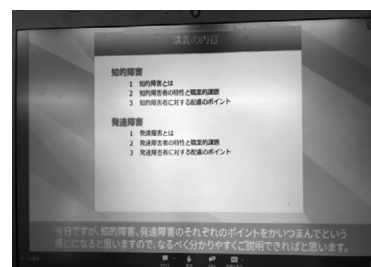 講義の内容
知的障害
1 知的障害とは
2 知的障害者の特性と職業的課題
3 知的障害者に対する配慮のポイント
発達障害
1 発達障害とは
2 発達障害者の特性と職業的課題
3 発達障害者に対する配慮のポイント
今日ですが、知的障害、発達障害のそれぞれのポイントをかいつまんでという
感じになると思いますので、なるべく分かりやすくご説明できればと思います。